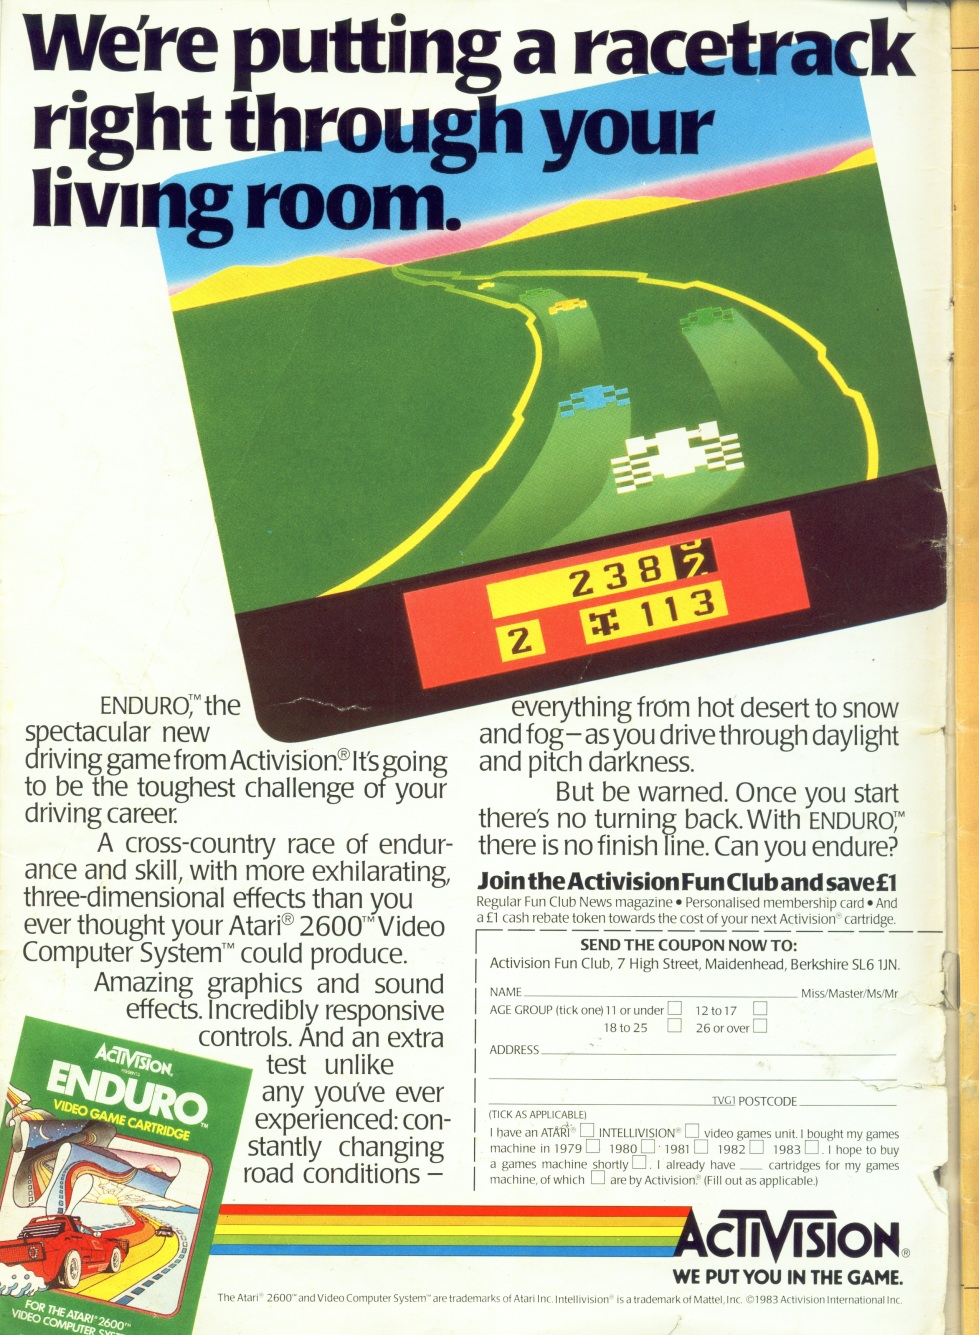 We're putting a racetrack
right through your
living room.
2382
2 113
ENDURO,™ the
spectacular new
driving game from Activision.® It's going
to be the toughest challenge of your
driving career.
A cross-country race of endur-
ance and skill, with more exhilarating,
three-dimensional effects than you
ever thought your Atari® 2600™ Video
Computer System™ could produce.
Amazing graphics and sound
effects. Incredibly responsive
controls. And an extra
test unlike
any you've ever
experienced: con-
stantly changing
road conditions –
everything from hot desert to snow
and fog – as you drive through daylight
and pitch darkness.
But be warned. Once you start
there's no turning back. With ENDURO,™
there is no finish line. Can you endure?
Join the Activision Fun Club and save £1
Regular Fun Club News magazine • Personalised membership card • And
a £1 cash rebate token towards the cost of your next Activision® cartridge.
SEND THE COUPON NOW TO:
Activision Fun Club, 7 High Street, Maidenhead, Berkshire SL6 1JN.
NAME Miss/Master/Ms/Mr
AGE GROUP (tick one) 11 or under 12 to 17
18 to 25 26 or over
ADDRESS
TVG1 POSTCODE
(TICK AS APPLICABLE)
I have an ATARI® INTELLIVISION® video games unit. I bought my games
machine in 1979 1980 1981 1982 1983 . I hope to buy
a games machine shortly . I already have cartridges for my games
machine, of which are by Activision.® (Fill out as applicable.)
ACTIVISION
PRESENTS
ENDURO™
VIDEO GAME CARTRIDGE
FOR THE ATARI® 2600™
VIDEO COMPUTER
ACTIVISION®
WE PUT YOU IN THE GAME.
The Atari® 2600™ and Video Computer System™ are trademarks of Atari Inc. Intellivision® is a trademark of Mattel, Inc. ©1983 Activision International Inc.